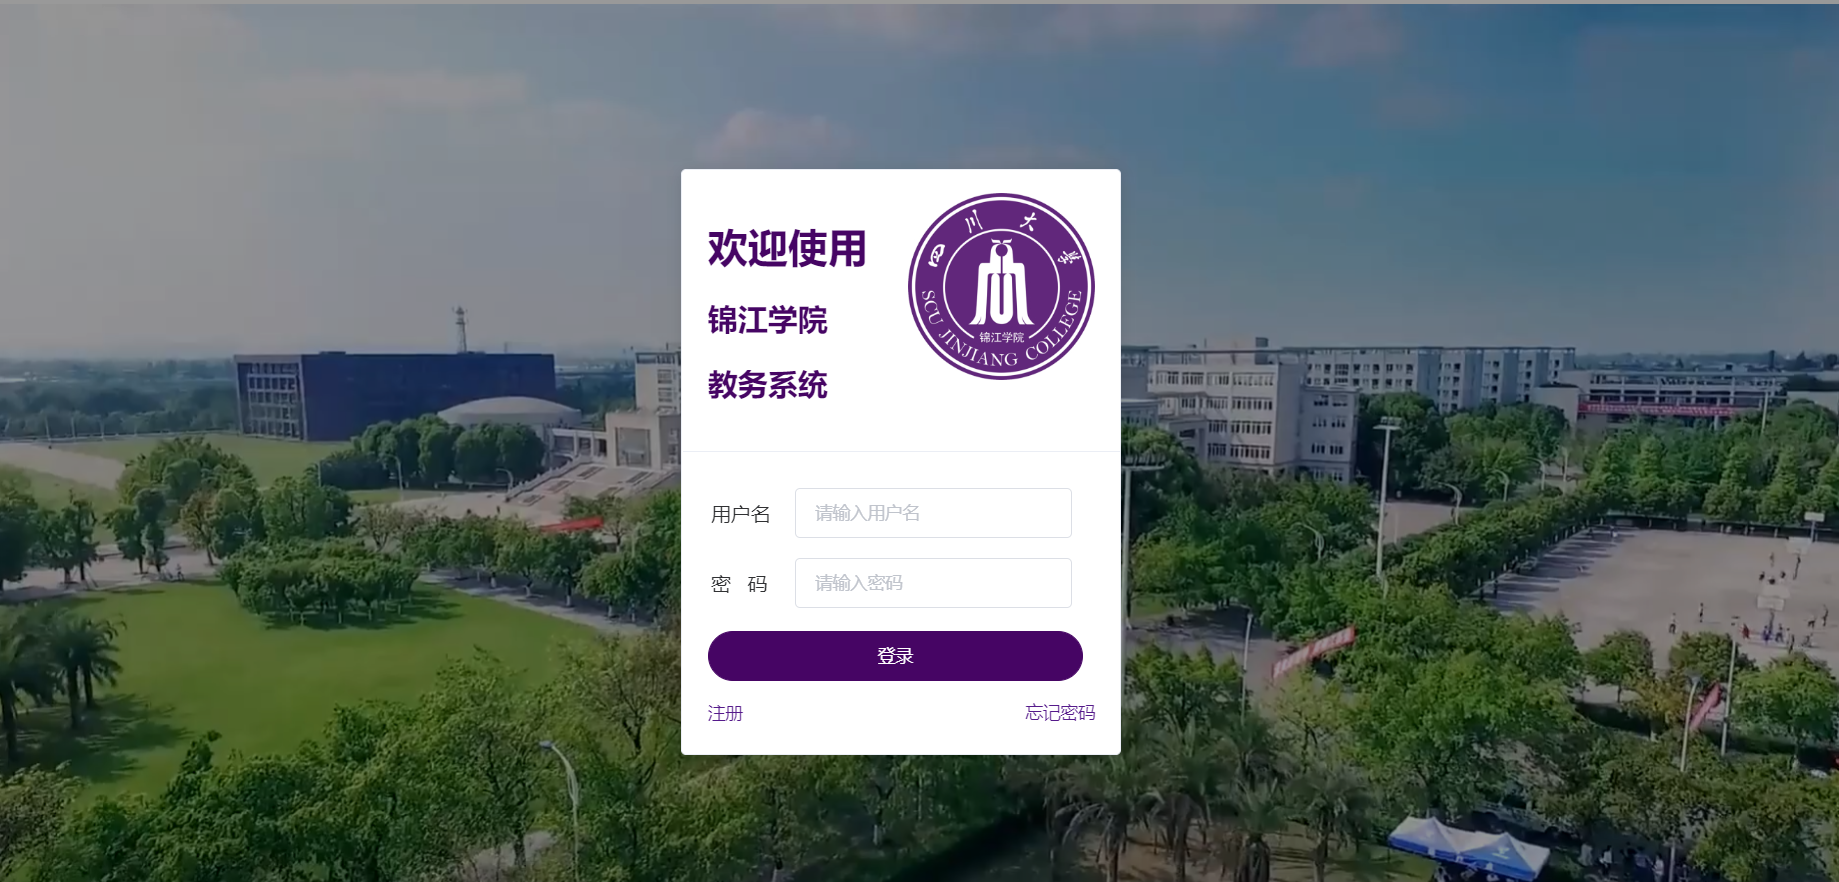 欢迎使用
锦江学院
教务系统
四川大学
锦江学院
SCU JINJIANG COLLEGE
用户名 请输入用户名
密 码 请输入密码
登录
注册 忘记密码